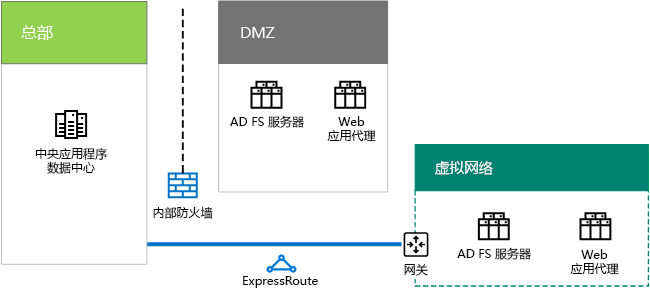 总部
DMZ
中央应用程序
数据中心
AD FS 服务器
Web
应用代理
内部防火墙
虚拟网络
AD FS 服务器
Web
应用代理
网关
ExpressRoute